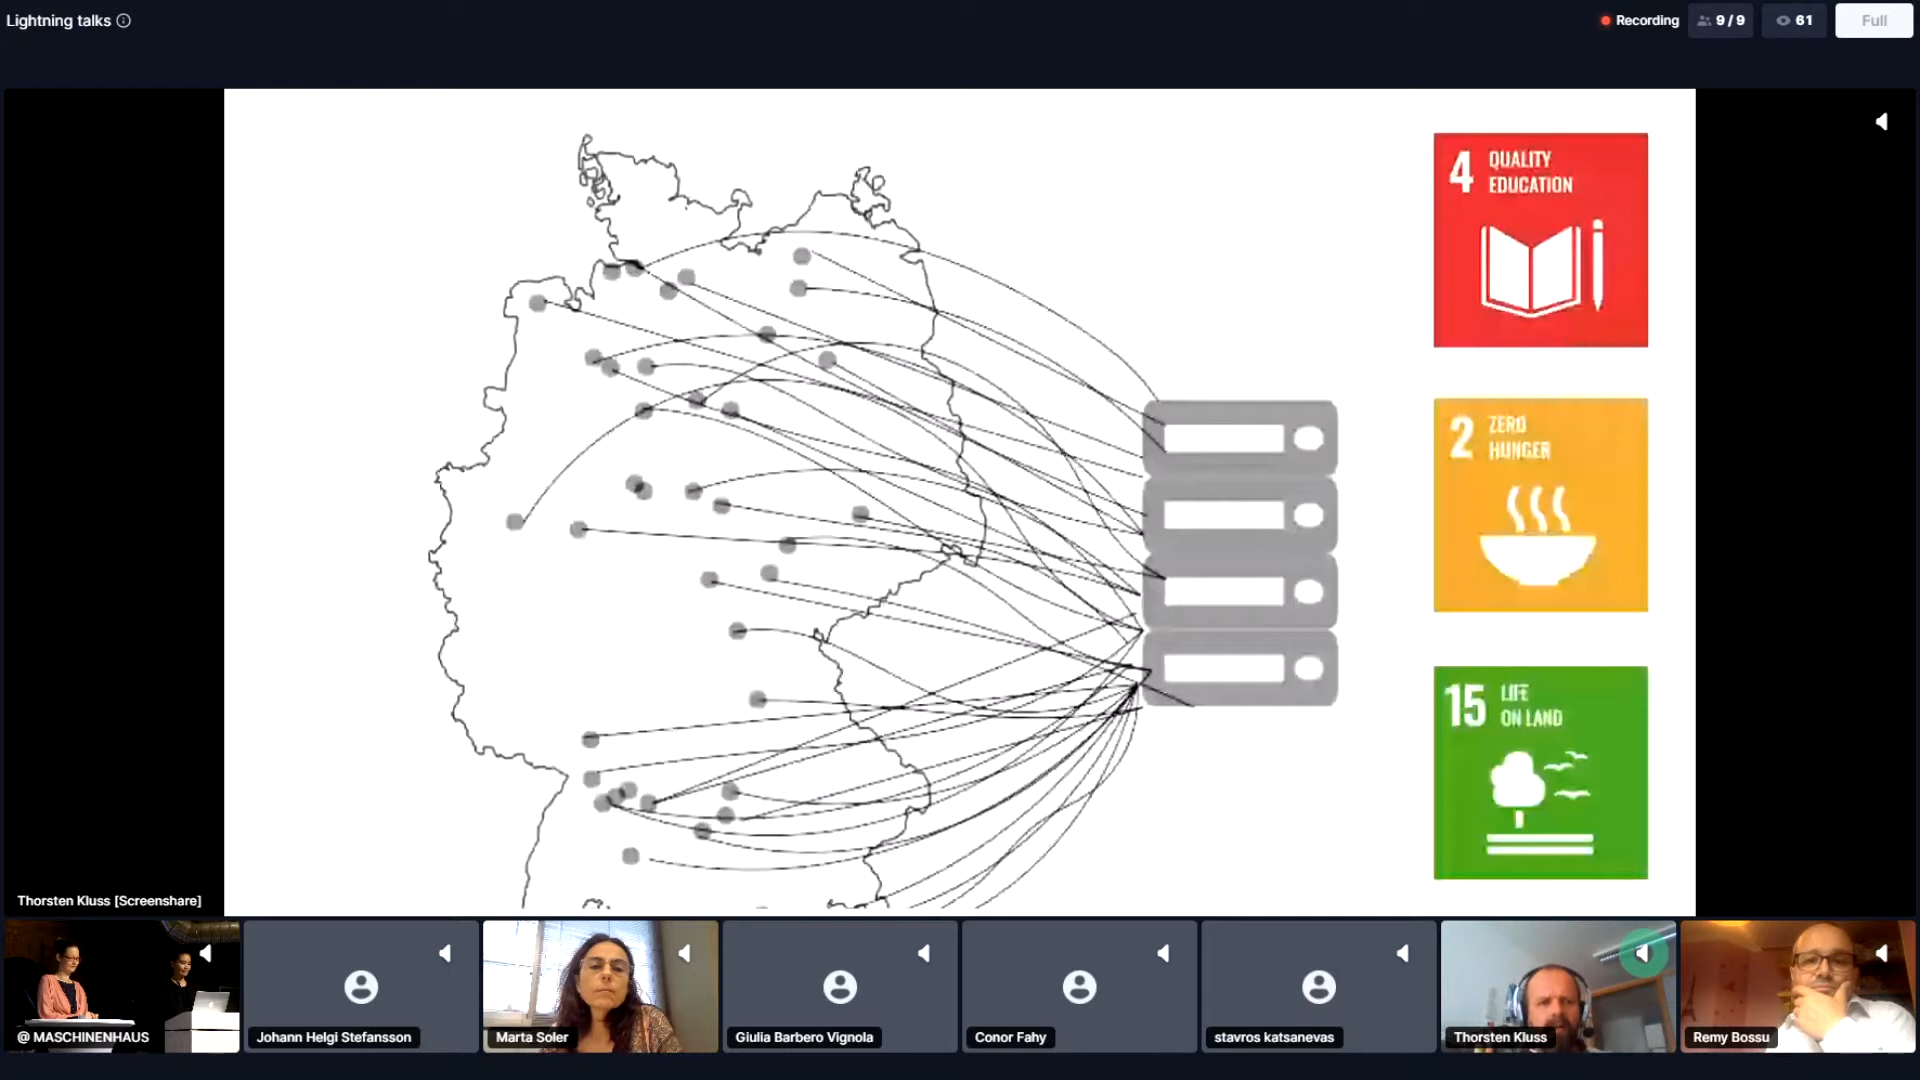 Lightning talks
Recording
9 / 9
61
Full
4 QUALITY
EDUCATION
2 ZERO
HUNGER
15 LIFE
ON LAND
Thorsten Kluss [Screenshare]
@ MASCHINENHAUS
Johann Helgi Stefansson
Marta Soler
Giulia Barbero Vignola
Conor Fahy
stavros katsanevas
Thorsten Kluss
Remy Bossu